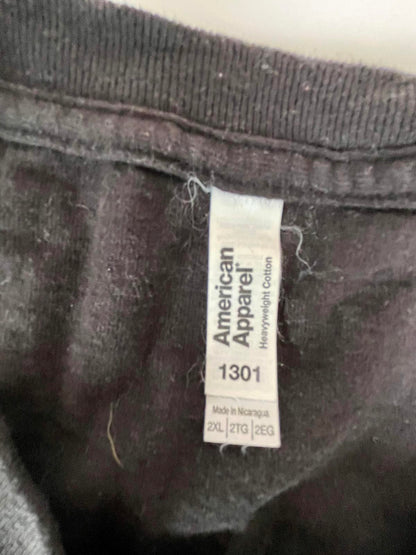 American
Apparel®
Heavyweight Cotton
1301
Made in Nicaragua
2XL|2TG|2EG